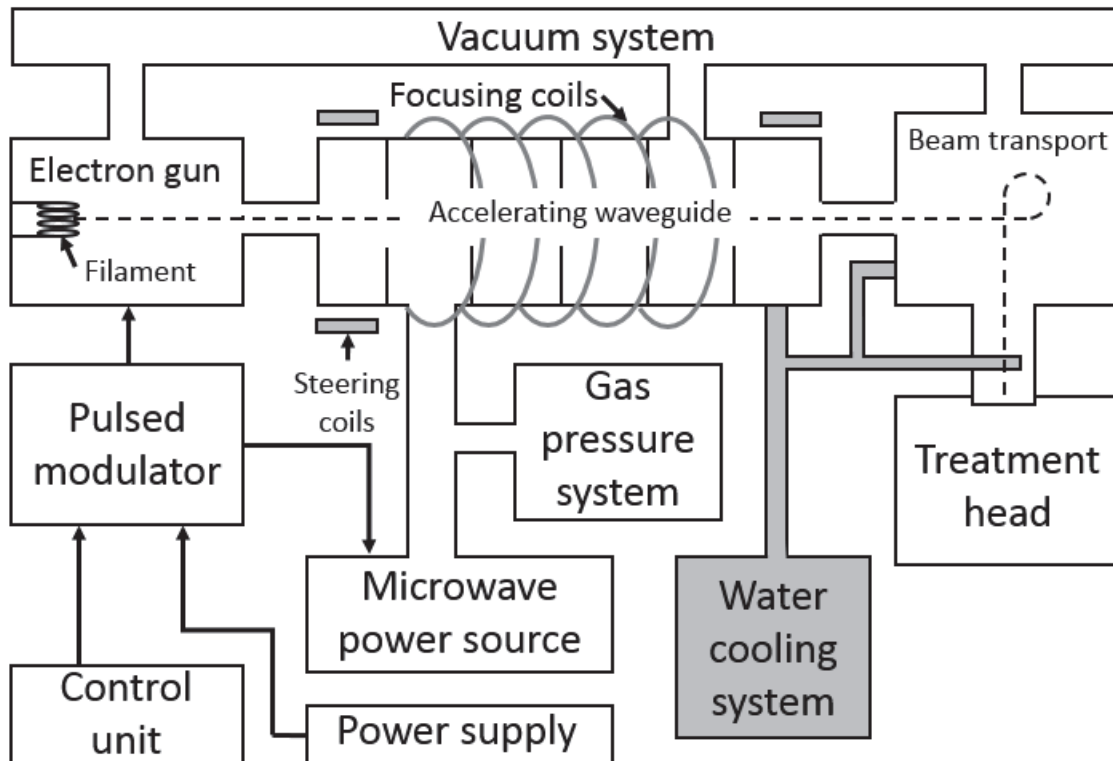 Vacuum system
Focusing coils
Beam transport
Electron gun
Accelerating waveguide
Filament
Steering
coils
Gas
pressure
system
Pulsed
modulator
Treatment
head
Microwave
power source
Water
cooling
system
Control
unit
Power supply